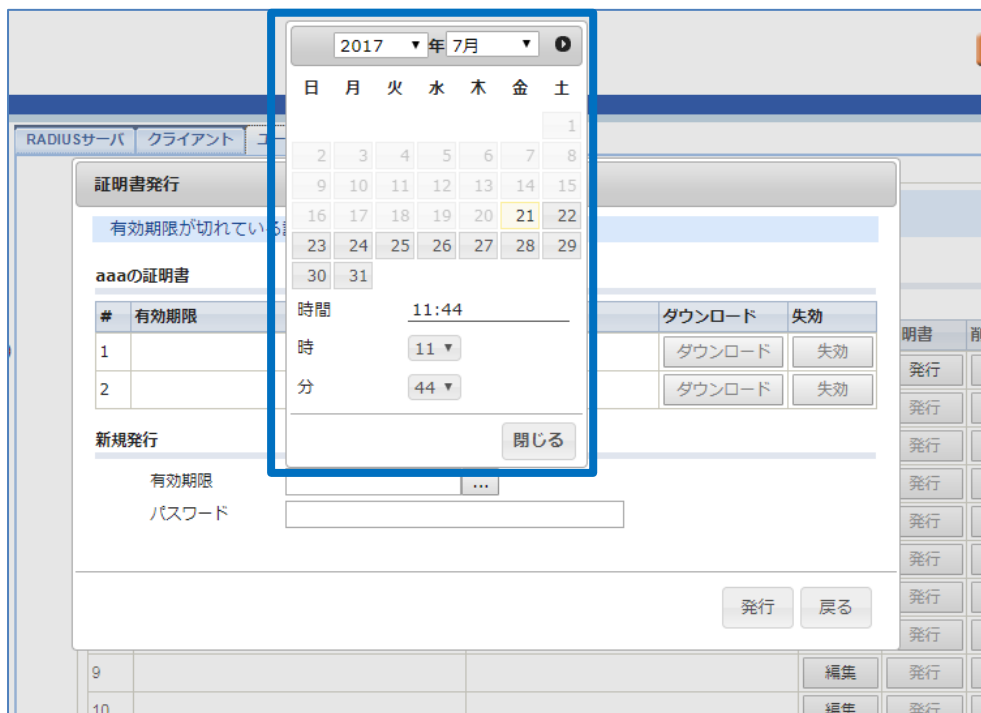 2017 年 7月
日 月 火 水 木 金 土
1
2 3 4 5 6 7 8
9 10 11 12 13 14 15
16 17 18 19 20 21 22
23 24 25 26 27 28 29
30 31
時間 11:44
時 11
分 44
閉じる
RADIUSサーバ クライアント ユー
証明書発行
有効期限が切れている
aaaの証明書
# 有効期限 ダウンロード 失効
1 ダウンロード 失効
2 ダウンロード 失効
新規発行
有効期限 ...
パスワード
発行 戻る
明書 削
発行
発行
発行
発行
発行
発行
発行
発行
9 編集 発行
10 編集 発行